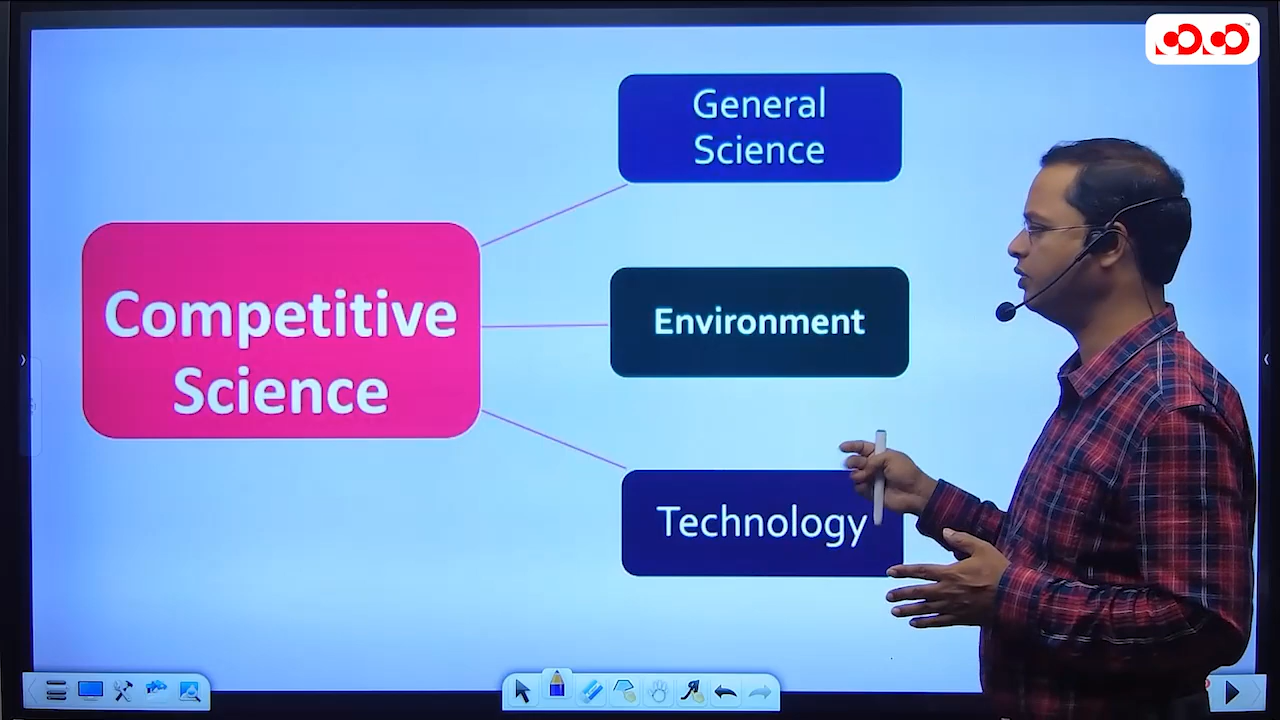 Competitive
Science
General
Science
Environment
Technology